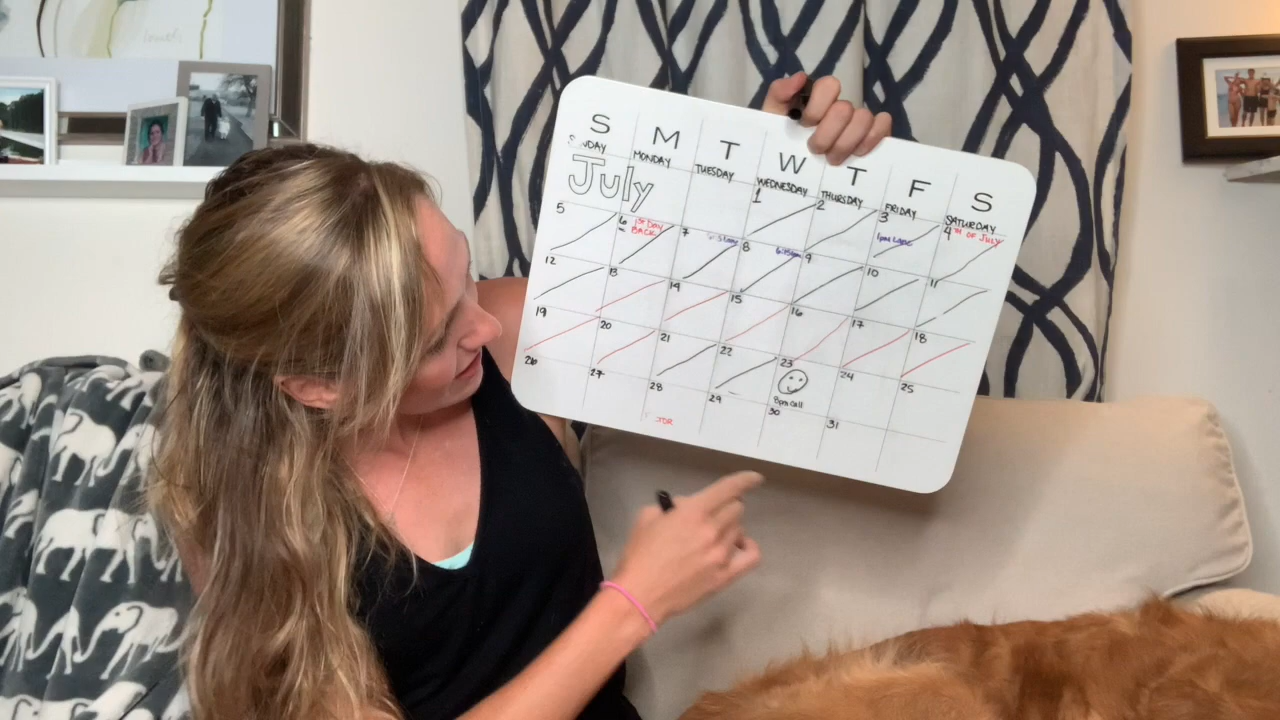 S M T W T F S
SUNDAY MONDAY TUESDAY WEDNESDAY THURSDAY FRIDAY SATURDAY
July
1 2 3 4TH OF JULY
1pm
5 6 1ST DAY 7 8 9 10 11
BACK
12 13 14 15 16 17 18
19 20 21 22 23 24 25
8pm call
26 27 28 29 30 31